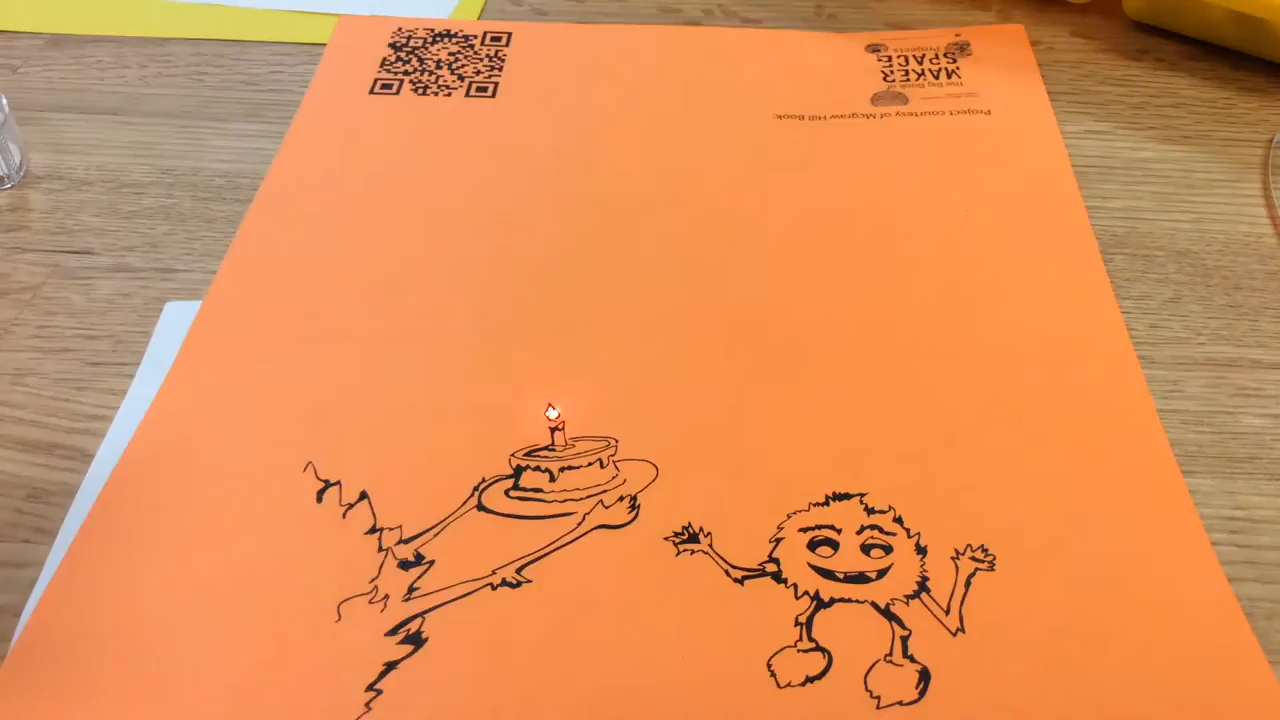 Project courtesy of Mcgraw Hill Book:
The Big Book of
MAKER
SPACE
Projects